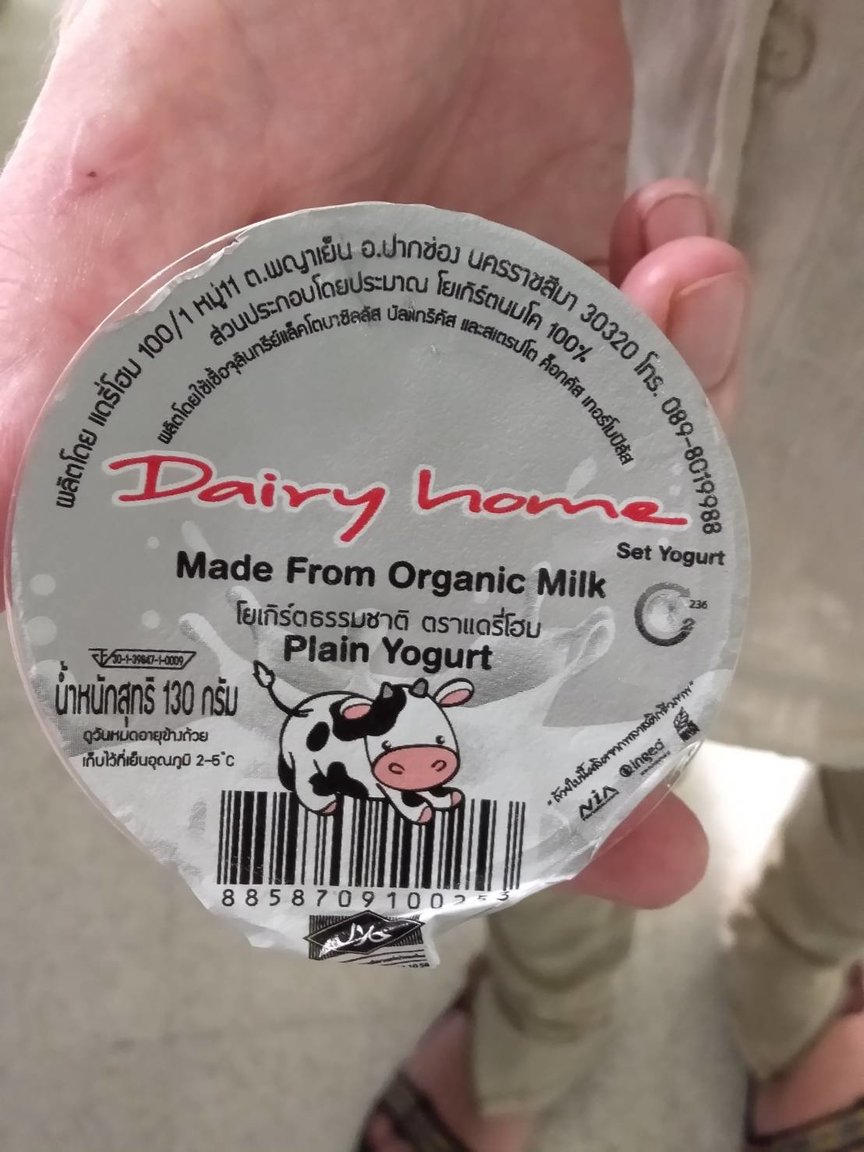 ผลิตโดย แดรี่โฮม 100/1 หมู่11 ต.พญาเย็น อ.ปากช่อง นครราชสีมา 30320 โทร. 089-8019988
ส่วนประกอบโดยประมาณ โยเกิร์ตนมโค 100%
ผลิตโดยใช้เชื้อจุลินทรีย์แล็คโตบาซิลลัส บัลแกริคัส และสเตรปโต ค็อกคัส เทอร์โมฟิลัส
Dairy home
Set Yogurt
Made From Organic Milk
236
2
โยเกิร์ตธรรมชาติ ตราแดรี่โฮม
Plain Yogurt
30-1-39847-1-0009
น้ำหนักสุทธิ 130 กรัม
ดูวันหมดอายุข้างถ้วย
เก็บไว้ที่เย็นอุณภูมิ 2-5°C
NiA ingeo
8858709100253